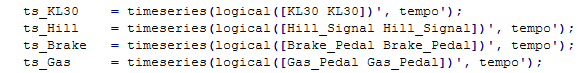 ts_KL30    = timeseries(logical([KL30 KL30])', tempo');
ts_Hill    = timeseries(logical([Hill_Signal Hill_Signal])', tempo');
ts_Brake   = timeseries(logical([Brake_Pedal Brake_Pedal])', tempo');
ts_Gas     = timeseries(logical([Gas_Pedal Gas_Pedal])', tempo');